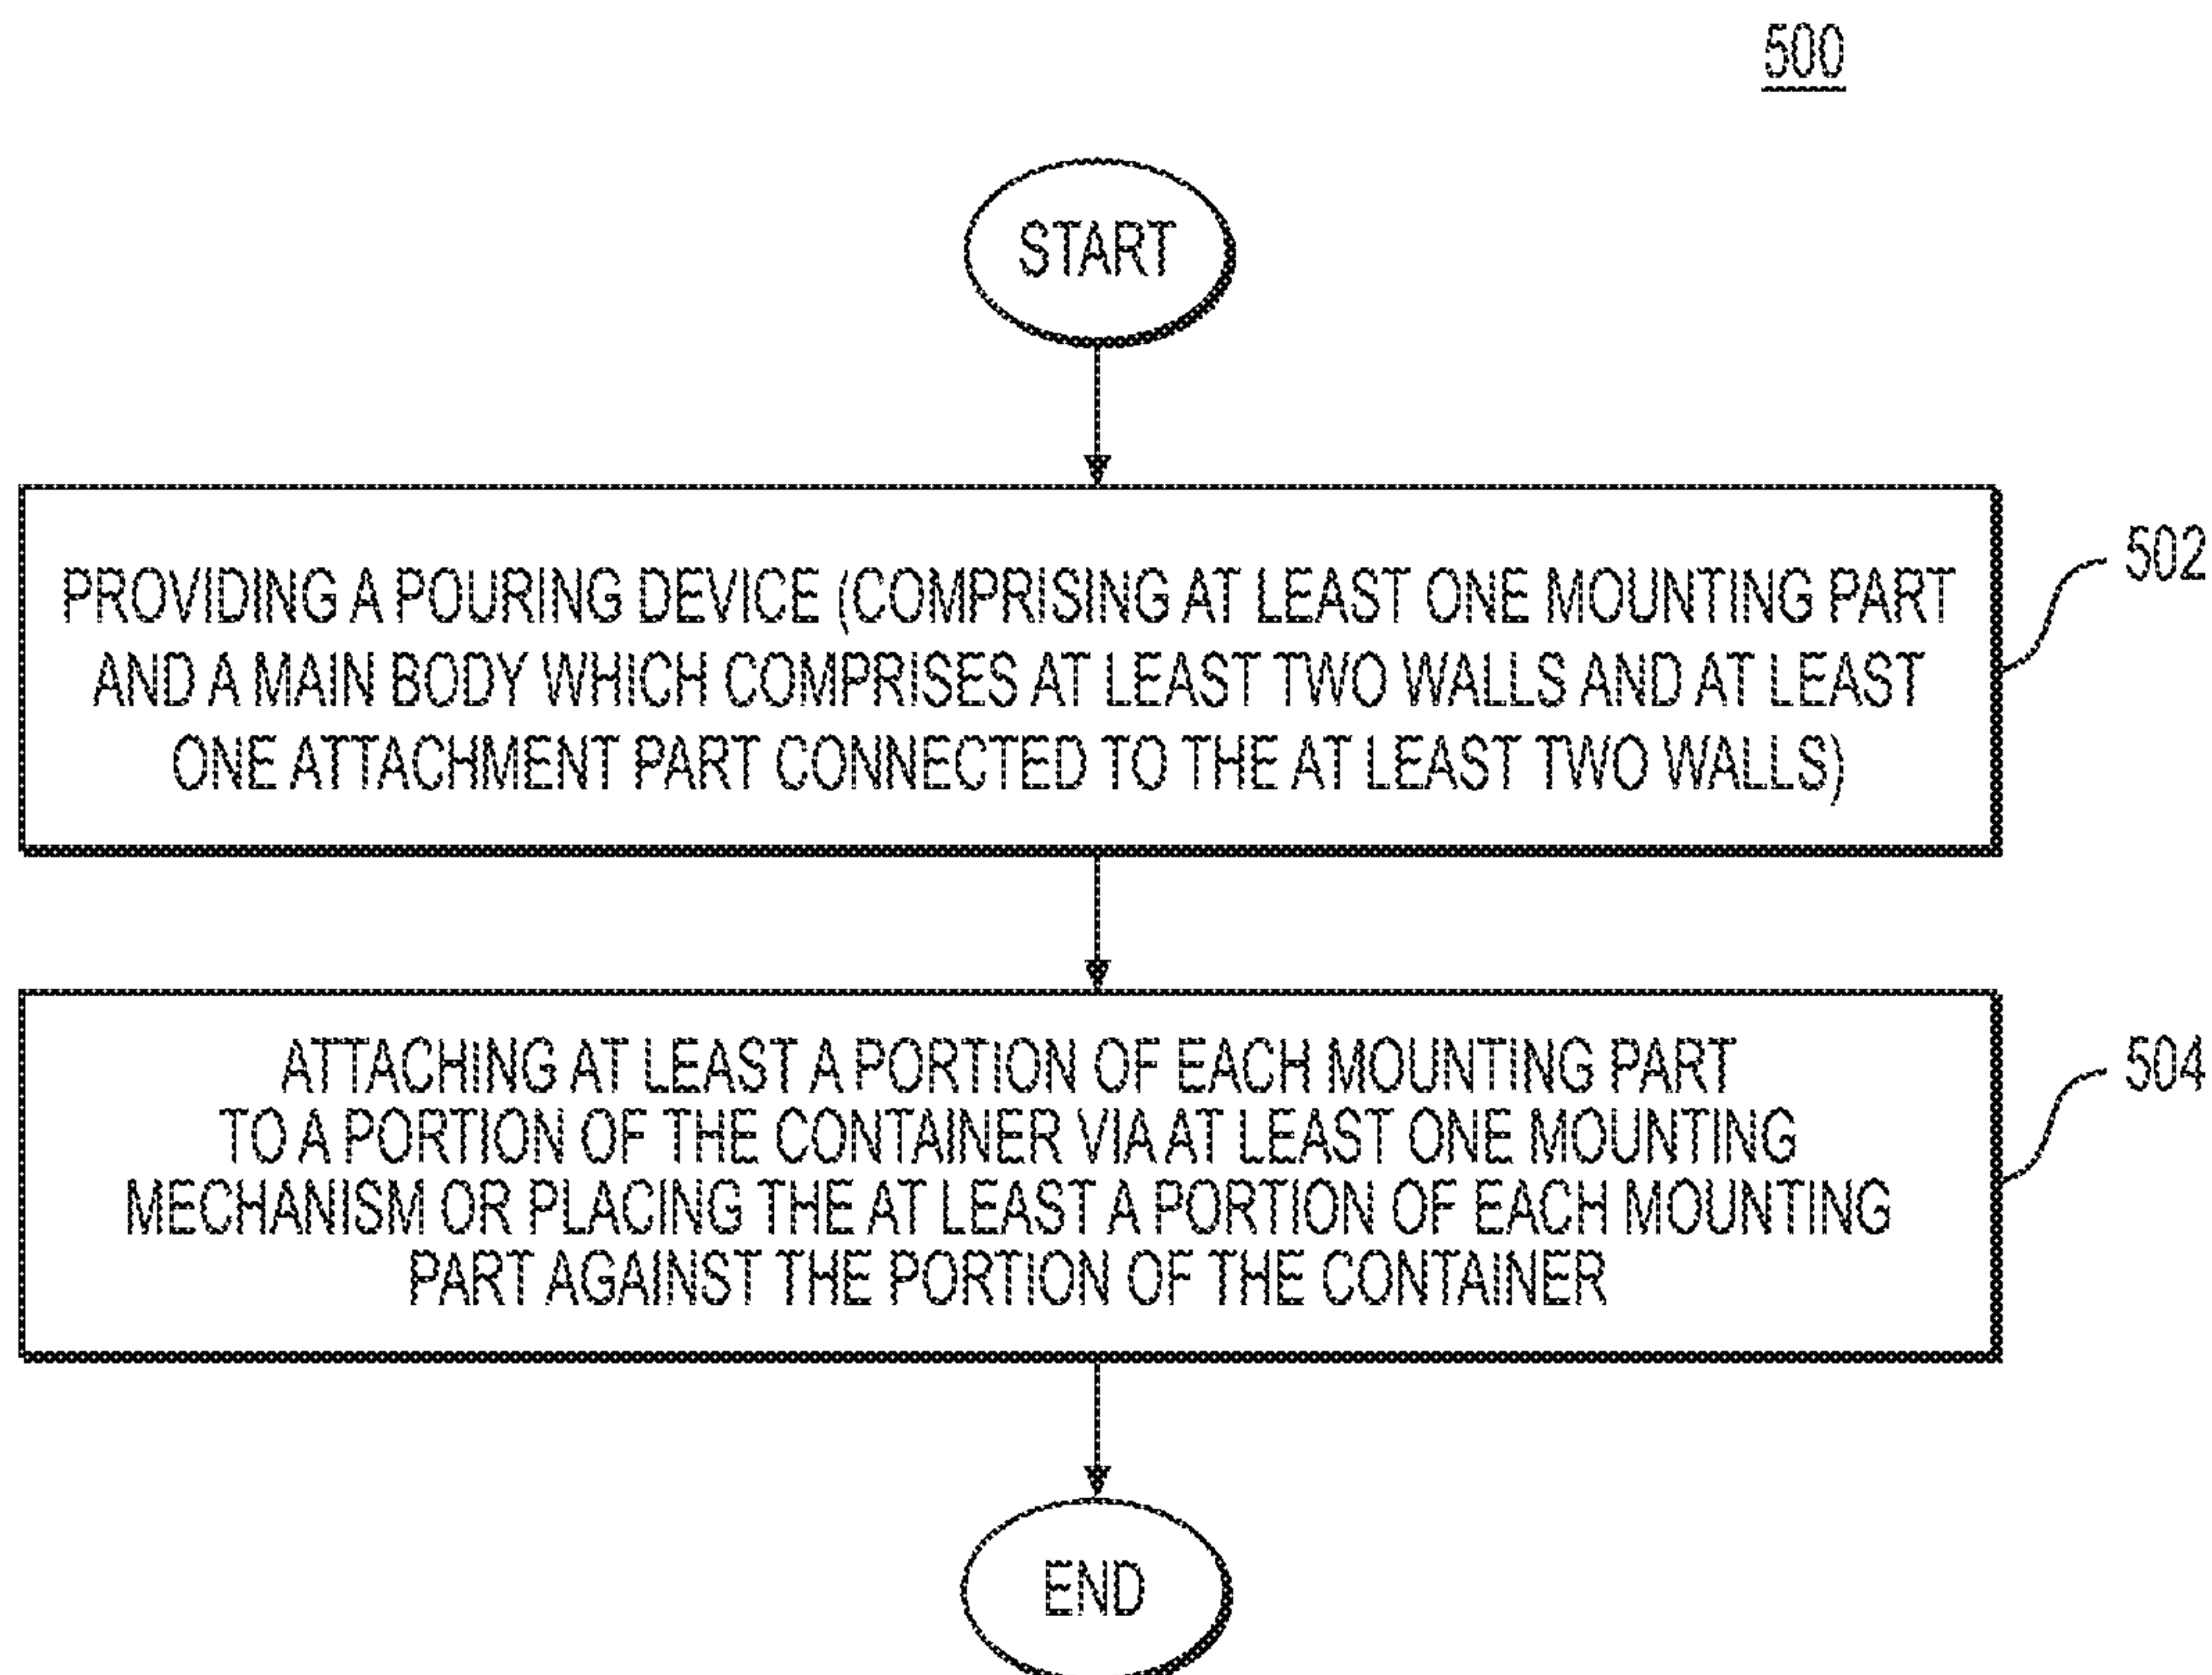 500
START
PROVIDING A POURING DEVICE (COMPRISING AT LEAST ONE MOUNTING PART
AND A MAIN BODY WHICH COMPRISES AT LEAST TWO WALLS AND AT LEAST
ONE ATTACHMENT PART CONNECTED TO THE AT LEAST TWO WALLS)
502
ATTACHING AT LEAST A PORTION OF EACH MOUNTING PART
TO A PORTION OF THE CONTAINER VIA AT LEAST ONE MOUNTING
MECHANISM OR PLACING THE AT LEAST A PORTION OF EACH MOUNTING
PART AGAINST THE PORTION OF THE CONTAINER
504
END